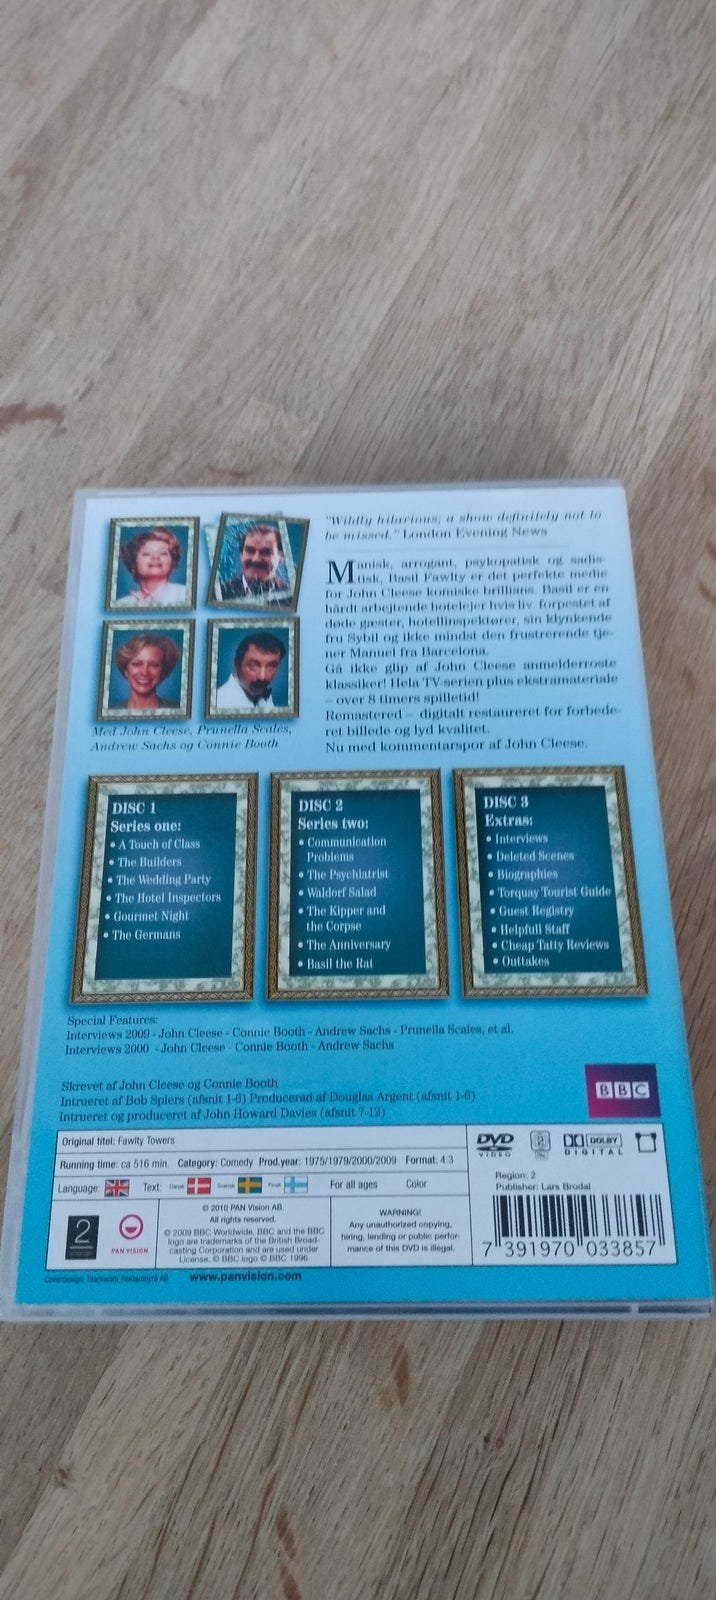 "Wildly hilarious; a show definitely not to
be missed." London Evening News
Manisk, arrogant, psykopatisk og sadis-
tisk, Basil Fawlty er det perfekte medie
for John Cleese komiske brillians. Basil er en
hårdt arbejtende hotelejer hvis liv forpestet af
døde gæster, hotellinspektører, sin klynkende
fru Sybil og ikke mindst den frustrerende tje-
ner Manuel fra Barcelona.
Gå ikke glip af John Cleese anmelderroste
klassiker! Hela TV-serien plus ekstramateriale
– over 8 timers spilletid!
Remastered – digitalt restaureret for forbede-
ret billede og lyd kvalitet.
Nu med kommentarspor af John Cleese.
Med John Cleese, Prunella Scales,
Andrew Sachs og Connie Booth
DISC 1
Series one:
• A Touch of Class
• The Builders
• The Wedding Party
• The Hotel Inspectors
• Gourmet Night
• The Germans
DISC 2
Series two:
• Communication
Problems
• The Psychiatrist
• Waldorf Salad
• The Kipper and
the Corpse
• The Anniversary
• Basil the Rat
DISC 3
Extras:
• Interviews
• Deleted Scenes
• Biographies
• Torquay Tourist Guide
• Guest Registry
• Helpfull Staff
• Cheap Tatty Reviews
• Outtakes
Special Features:
Interviews 2009 - John Cleese - Connie Booth - Andrew Sachs - Prunella Scales, et al.
Interviews 2000 - John Cleese - Connie Booth - Andrew Sachs
Skrevet af John Cleese og Connie Booth
Intrueret af Bob Spiers (afsnit 1-6) Producerad af Douglas Argent (afsnit 1-6)
Intrueret og produceret af John Howard Davies (afsnit 7-12)
BBC
Original titel: Fawlty Towers
Running time: ca 516 min. Category: Comedy Prod.year: 1975/1979/2000/2009 Format: 4:3
Language: Text: Dansk Svenska Finsk For all ages Color
DVD
VIDEO
DOLBY
DIGITAL
Region: 2
Publisher: Lars Brodal
2
PAN VISION
© 2010 PAN Vision AB.
All rights reserved.
© 2009 BBC Worldwide, BBC and the BBC
logo are trademarks of the British Broad-
casting Corporation and are used under
License. © BBC logo © BBC 1996
WARNING!
Any unauthorized copying,
hiring, lending or public perfor-
mance of this DVD is illegal.
7 391970 033857
Coverdesign: Teamwork Reklambyrå AB
www.panvision.com